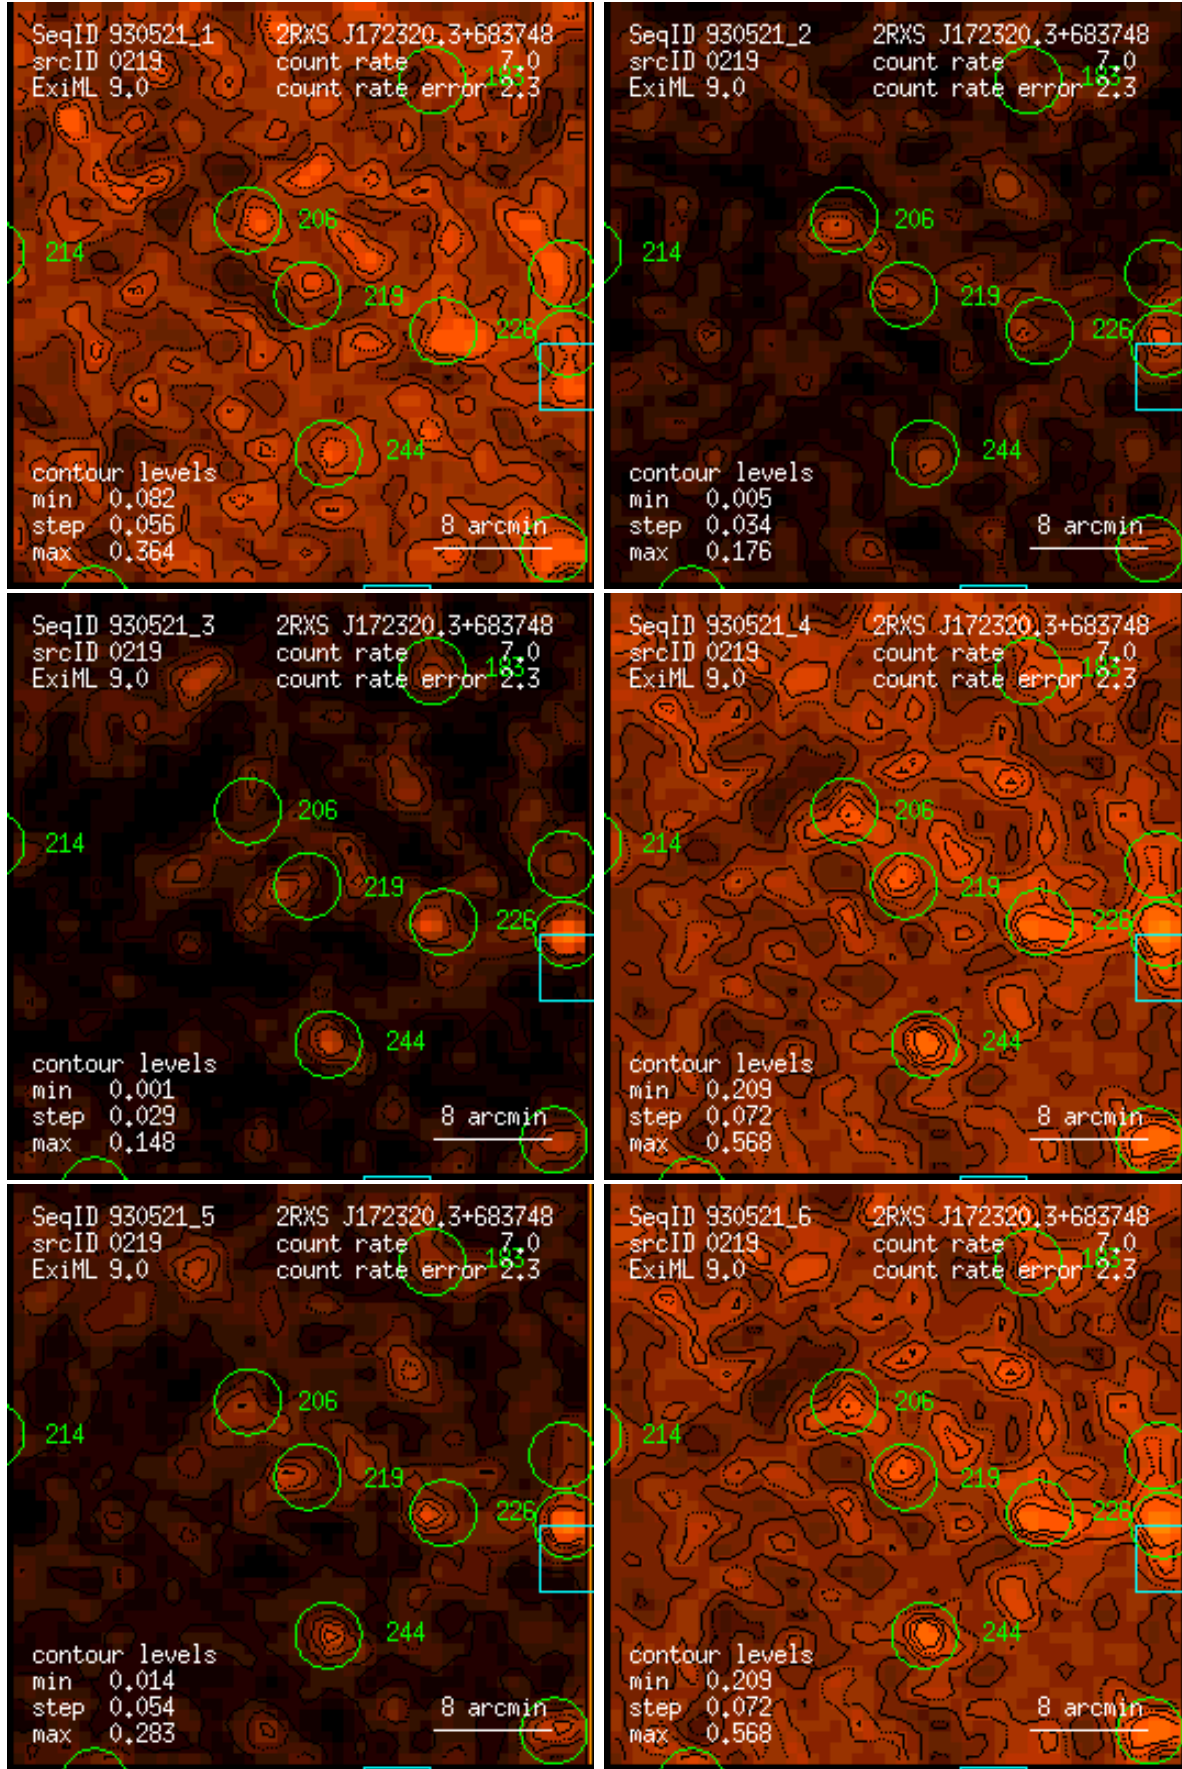 SeqID 930521_1 2RXS J172320.3+683748
srcID 0219 count rate 7.0
ExiML 9.0 count rate error 2.3
183
206
214
219
226
244
contour levels
min 0.082
step 0.056
max 0.364
8 arcmin
SeqID 930521_2 2RXS J172320.3+683748
srcID 0219 count rate 7.0
ExiML 9.0 count rate error 2.3
183
206
214
219
226
244
contour levels
min 0.005
step 0.034
max 0.176
8 arcmin
SeqID 930521_3 2RXS J172320.3+683748
srcID 0219 count rate 7.0
ExiML 9.0 count rate error 2.3
183
206
214
219
226
244
contour levels
min 0.001
step 0.029
max 0.148
8 arcmin
SeqID 930521_4 2RXS J172320.3+683748
srcID 0219 count rate 7.0
ExiML 9.0 count rate error 2.3
183
206
214
219
226
244
contour levels
min 0.209
step 0.072
max 0.568
8 arcmin
SeqID 930521_5 2RXS J172320.3+683748
srcID 0219 count rate 7.0
ExiML 9.0 count rate error 2.3
183
206
214
219
226
244
contour levels
min 0.014
step 0.054
max 0.283
8 arcmin
SeqID 930521_6 2RXS J172320.3+683748
srcID 0219 count rate 7.0
ExiML 9.0 count rate error 2.3
183
206
214
219
226
244
contour levels
min 0.209
step 0.072
max 0.568
8 arcmin